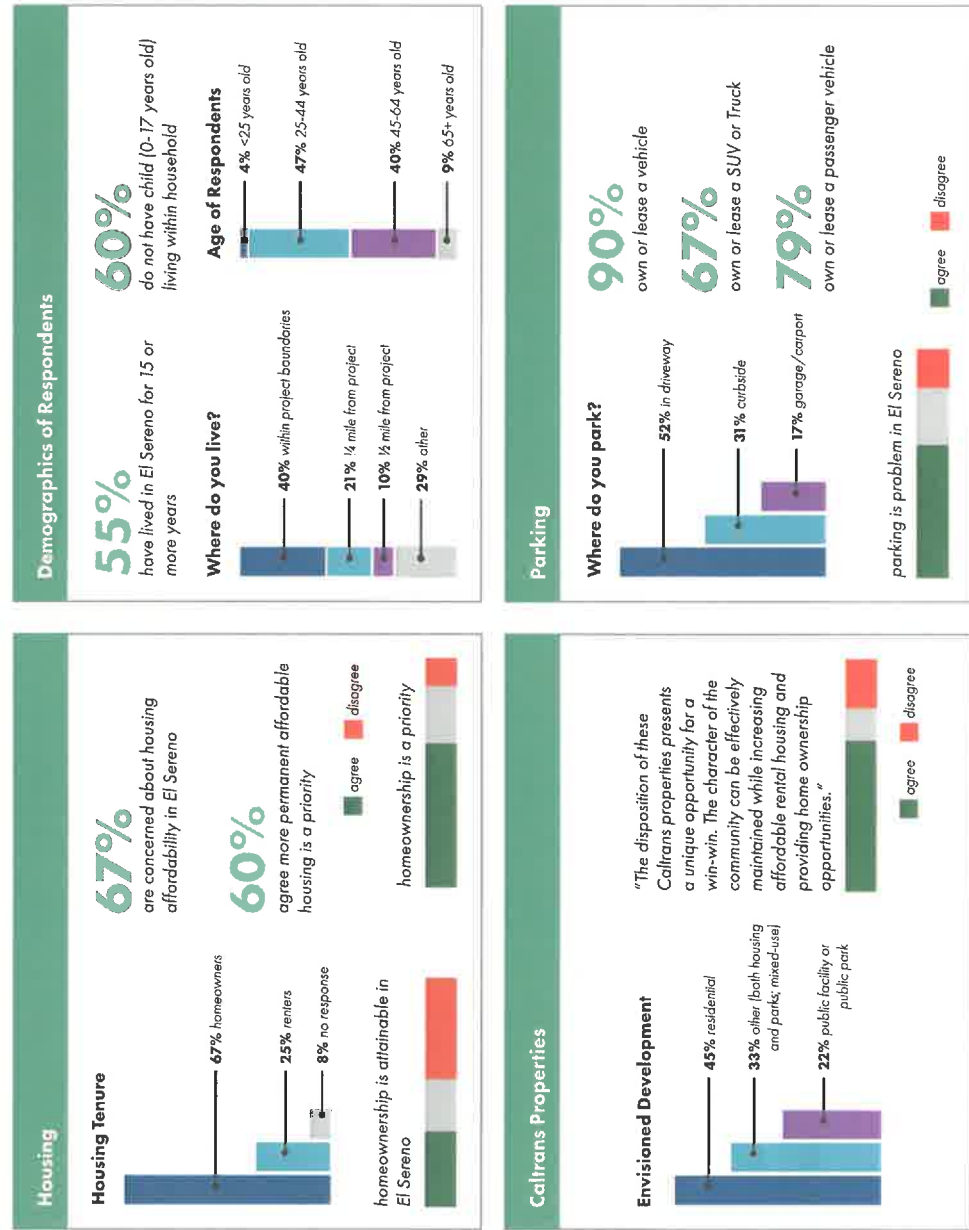 Housing
Housing Tenure
67% homeowners
25% renters
8% no response
67%
are concerned about housing
affordability in El Sereno
60%
agree more permanent affordable
housing is a priority
agree
disagree
homeownership is attainable in
El Sereno
homeownership is a priority
Demographics of Respondents
55%
have lived in El Sereno for 15 or
more years
60%
do not have child (0-17 years old)
living within household
Where do you live?
40% within project boundaries
21% ¼ mile from project
10% ½ mile from project
29% other
Age of Respondents
4% <25 years old
47% 25-44 years old
40% 45-64 years old
9% 65+ years old
Caltrans Properties
Envisioned Development
45% residential
33% other (both housing
and parks; mixed-use)
22% public facility or
public park
"The disposition of these
Caltrans properties presents
a unique opportunity for a
win-win. The character of the
community can be effectively
maintained while increasing
affordable rental housing and
providing home ownership
opportunities."
agree
disagree
Parking
Where do you park?
52% in driveway
31% curbside
17% garage/carport
90%
own or lease a vehicle
67%
own or lease a SUV or Truck
79%
own or lease a passenger vehicle
parking is problem in El Sereno
agree
disagree